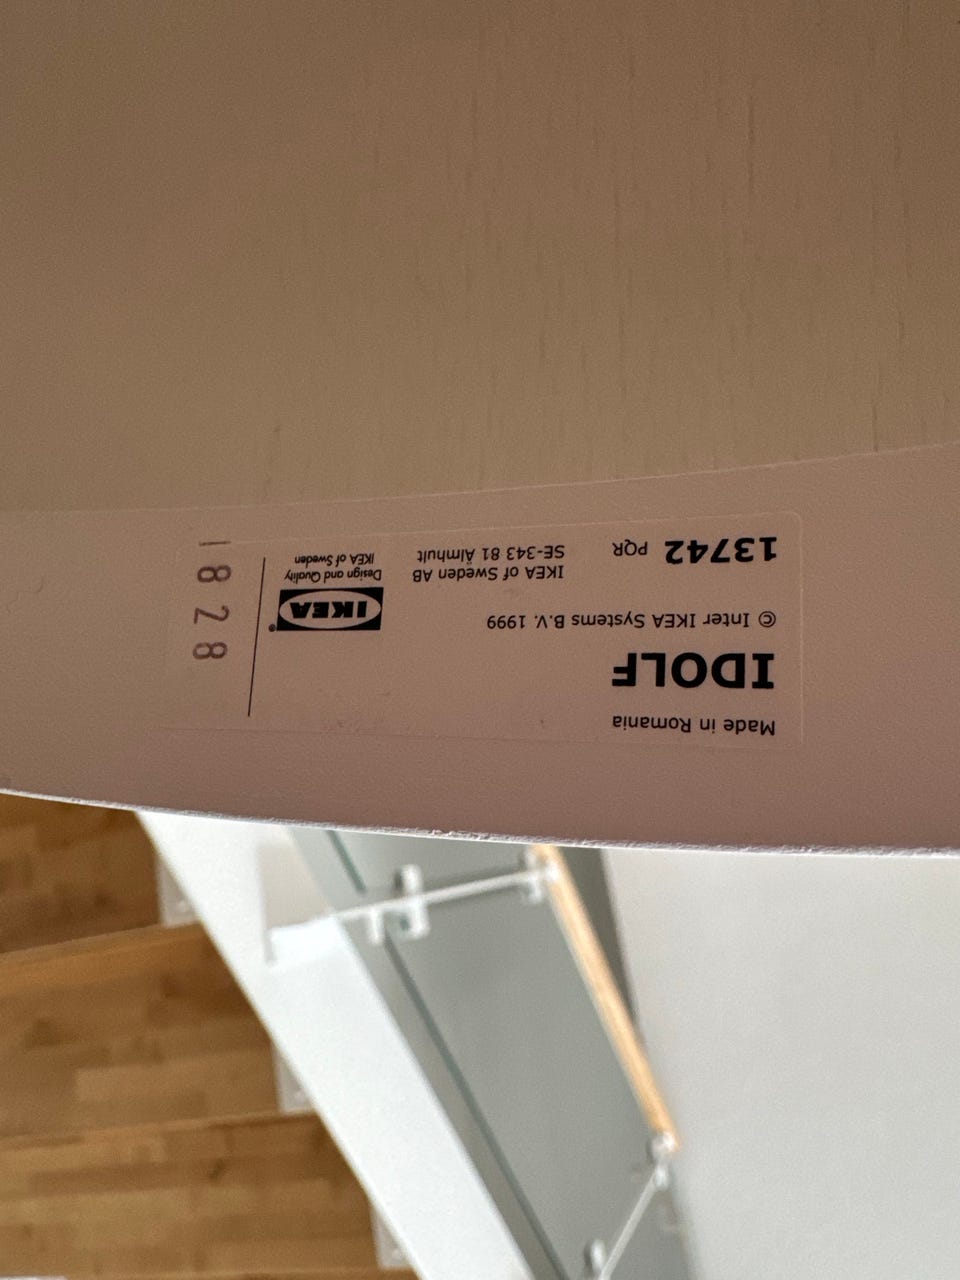 Made in Romania
IDOLF
© Inter IKEA Systems B.V. 1999
13742 PQR
IKEA of Sweden AB
SE-343 81 Älmhult
IKEA®
Design and Quality
IKEA of Sweden
1828